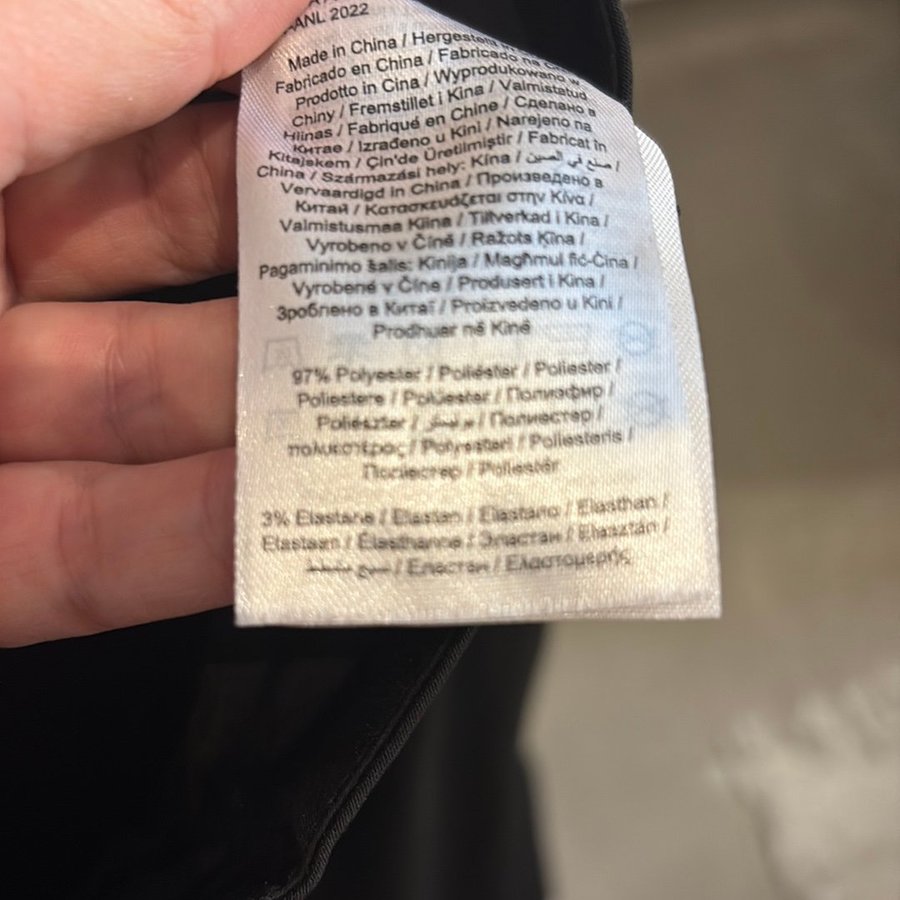 ANL 2022
Made in China / Hergestellt in
Fabricado en China / Fabricado na
Prodotto in Cina / Wyprodukowano w
Chiny / Fremstillet i Kina / Valmistatud
Hiinas / Fabriqué en Chine / Сделано в
Китае / Izrađeno u Kini / Narejeno na
Kitajskem / Çin'de Üretilmiştir / Fabricat în
China / Származási hely: Kína / صنع في الصين /
Vervaardigd in China / Произведено в
Китай / Κατασκευάζεται στην Κίνα /
Valmistusmaa Kiina / Tillverkad i Kina /
Vyrobeno v Číně / Ražots Ķīna /
Pagaminimo šalis: Kinija / Magħmul fiċ-Ċina /
Vyrobené v Číne / Produsert i Kina /
Зроблено в Китаї / Proizvedeno u Kini /
Prodhuar në Kinë
97% Polyester / Poliéster / Poliester /
Poliestere / Polüester / Полиэфир /
Poliészter / بوليستر / Полиестер /
πολυεστέρας / Polyesteri / Poliesteris /
Полиестер / Poliestër
3% Elastane / Elastan / Elastano / Elasthan /
Elastaan / Élasthanne / Эластан / Elasztán /
/ Еластан / Ελαστομερής